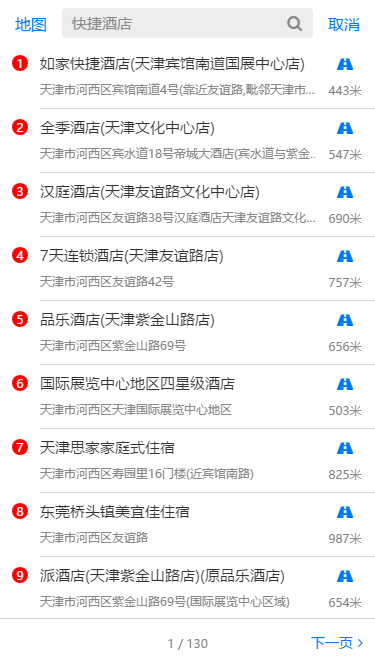 地图 快捷酒店 取消
1 如家快捷酒店(天津宾馆南道国展中心店)
天津市河西区宾馆南道4号(靠近友谊路,毗邻天津市... 443米
2 全季酒店(天津文化中心店)
天津市河西区宾水道18号帝城大酒店(宾水道与紫金... 547米
3 汉庭酒店(天津友谊路文化中心店)
天津市河西区友谊路38号汉庭酒店天津友谊路文化... 690米
4 7天连锁酒店(天津友谊路店)
天津市河西区友谊路42号 757米
5 品乐酒店(天津紫金山路店)
天津市河西区紫金山路69号 656米
6 国际展览中心地区四星级酒店
天津市河西区天津国际展览中心地区 503米
7 天津思家家庭式住宿
天津市河西区寿园里16门楼(近宾馆南路) 825米
8 东莞桥头镇美宜佳住宿
天津市河西区友谊路 987米
9 派酒店(天津紫金山路店)(原品乐酒店)
天津市河西区紫金山路69号(国际展览中心区域) 654米
1 / 130 下一页